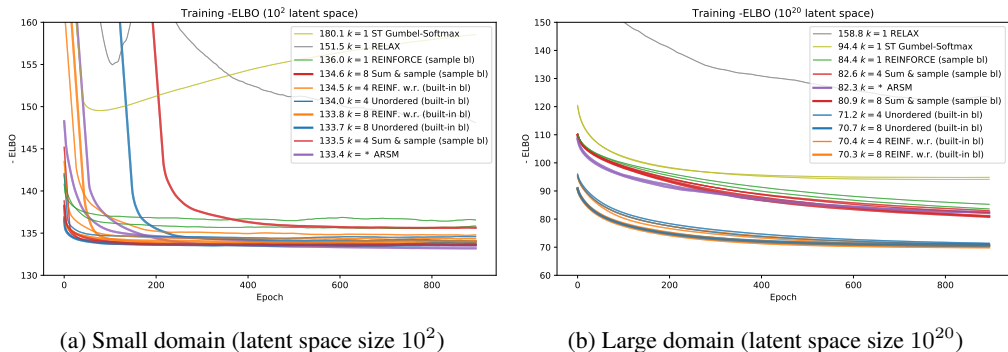 Training -ELBO (10² latent space)
- ELBO
160
155
150
145
140
135
130
180.1 k = 1 ST Gumbel-Softmax
151.5 k = 1 RELAX
136.0 k = 1 REINFORCE (sample bl)
134.6 k = 8 Sum & sample (sample bl)
134.5 k = 4 REINF. w.r. (built-in bl)
134.0 k = 4 Unordered (built-in bl)
133.8 k = 8 REINF. w.r. (built-in bl)
133.7 k = 8 Unordered (built-in bl)
133.5 k = 4 Sum & sample (sample bl)
133.4 k = * ARSM
0 200 400 600 800
Epoch
(a) Small domain (latent space size 10²)
Training -ELBO (10²⁰ latent space)
- ELBO
150
140
130
120
110
100
90
80
70
60
158.8 k = 1 RELAX
94.4 k = 1 ST Gumbel-Softmax
84.4 k = 1 REINFORCE (sample bl)
82.6 k = 4 Sum & sample (sample bl)
82.3 k = * ARSM
80.9 k = 8 Sum & sample (sample bl)
71.2 k = 4 Unordered (built-in bl)
70.7 k = 8 Unordered (built-in bl)
70.4 k = 4 REINF. w.r. (built-in bl)
70.3 k = 8 REINF. w.r. (built-in bl)
0 200 400 600 800
Epoch
(b) Large domain (latent space size 10²⁰)